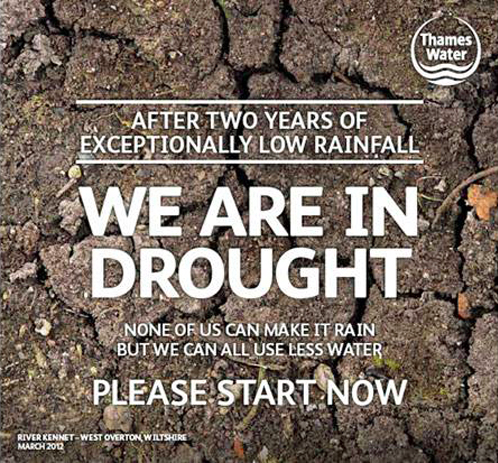 Thames
Water
AFTER TWO YEARS OF
EXCEPTIONALLY LOW RAINFALL
WE ARE IN
DROUGHT
NONE OF US CAN MAKE IT RAIN
BUT WE CAN ALL USE LESS WATER
PLEASE START NOW
RIVER KENNET - WEST OVERTON, WILTSHIRE
MARCH 2012